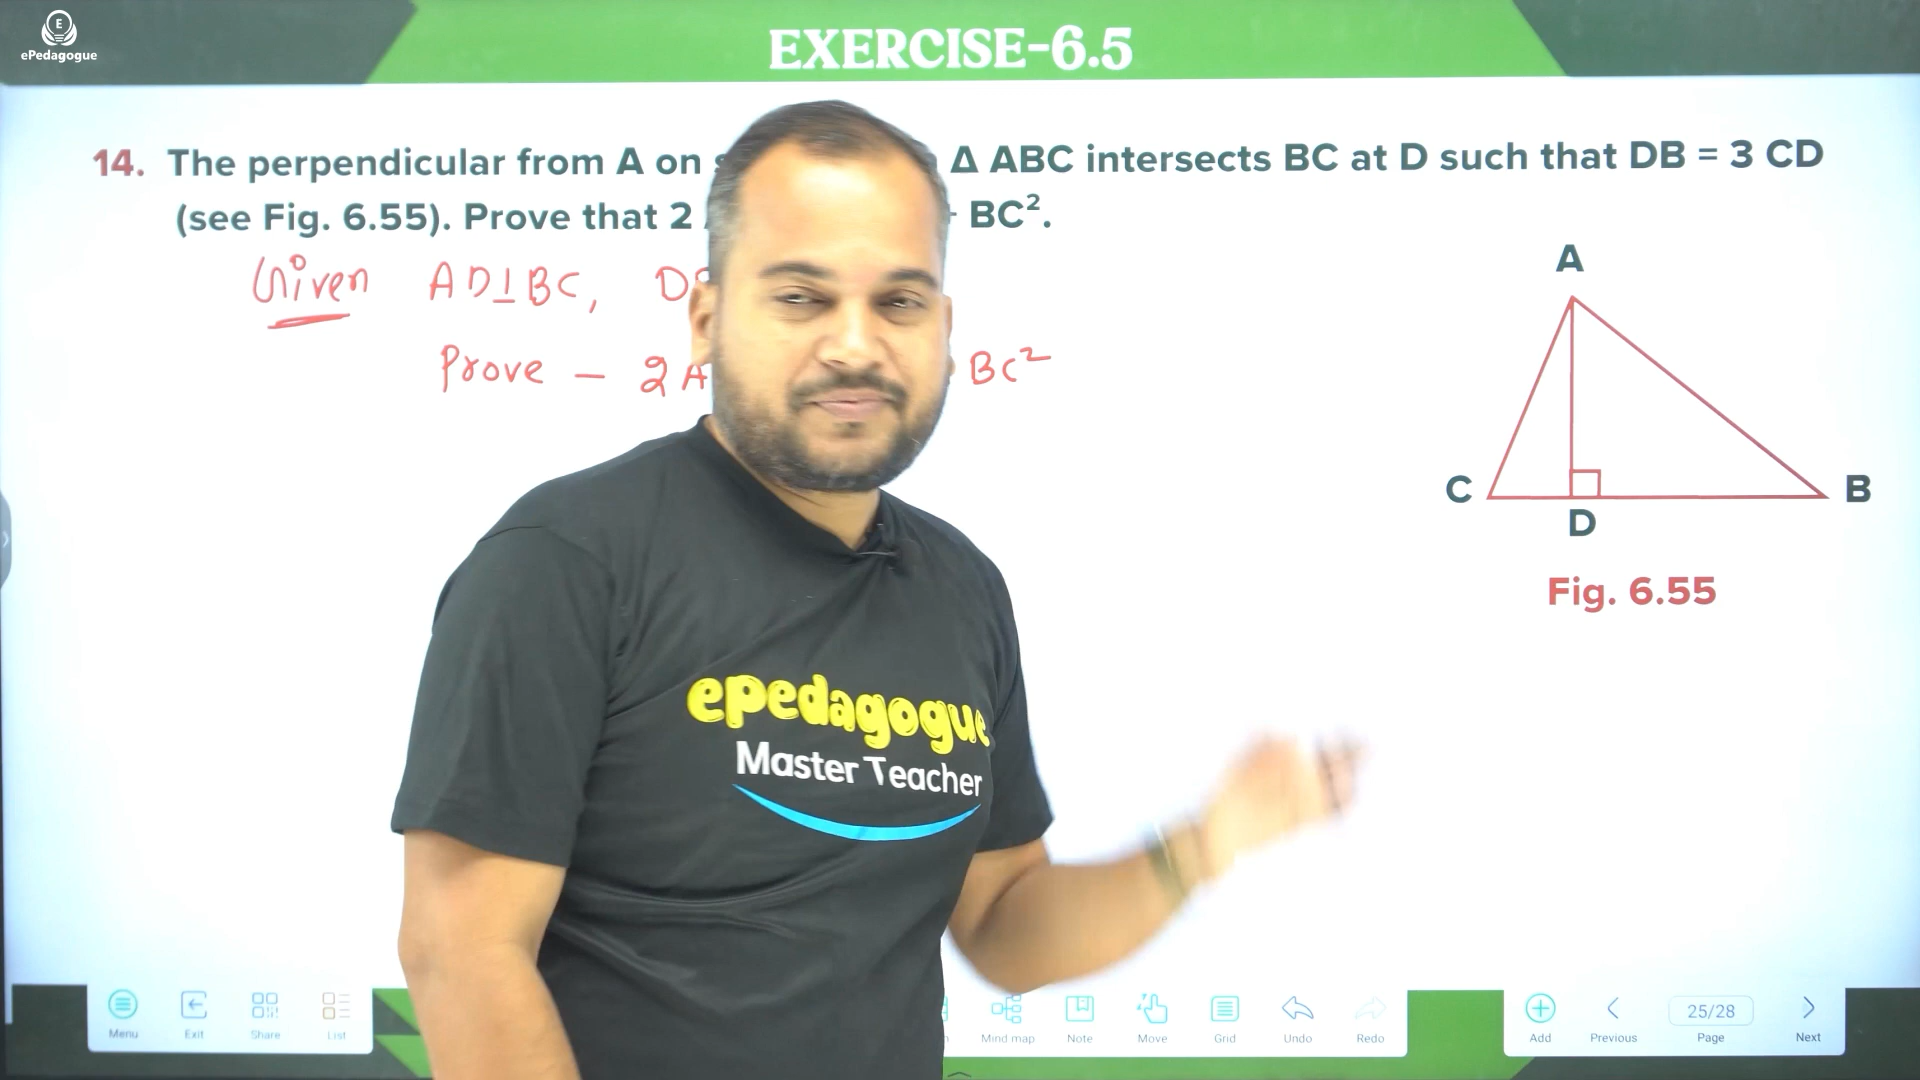 ePedagogue
EXERCISE-6.5
14. The perpendicular from A on Δ ABC intersects BC at D such that DB = 3 CD
(see Fig. 6.55). Prove that 2 BC².
Given AD⊥BC, D
Prove — 2A BC²
A
C
B
D
Fig. 6.55
epedagogue
Master Teacher
Menu
Exit
Share
List
Mind map
Note
Move
Grid
Undo
Redo
Add
Previous
25/28
Page
Next